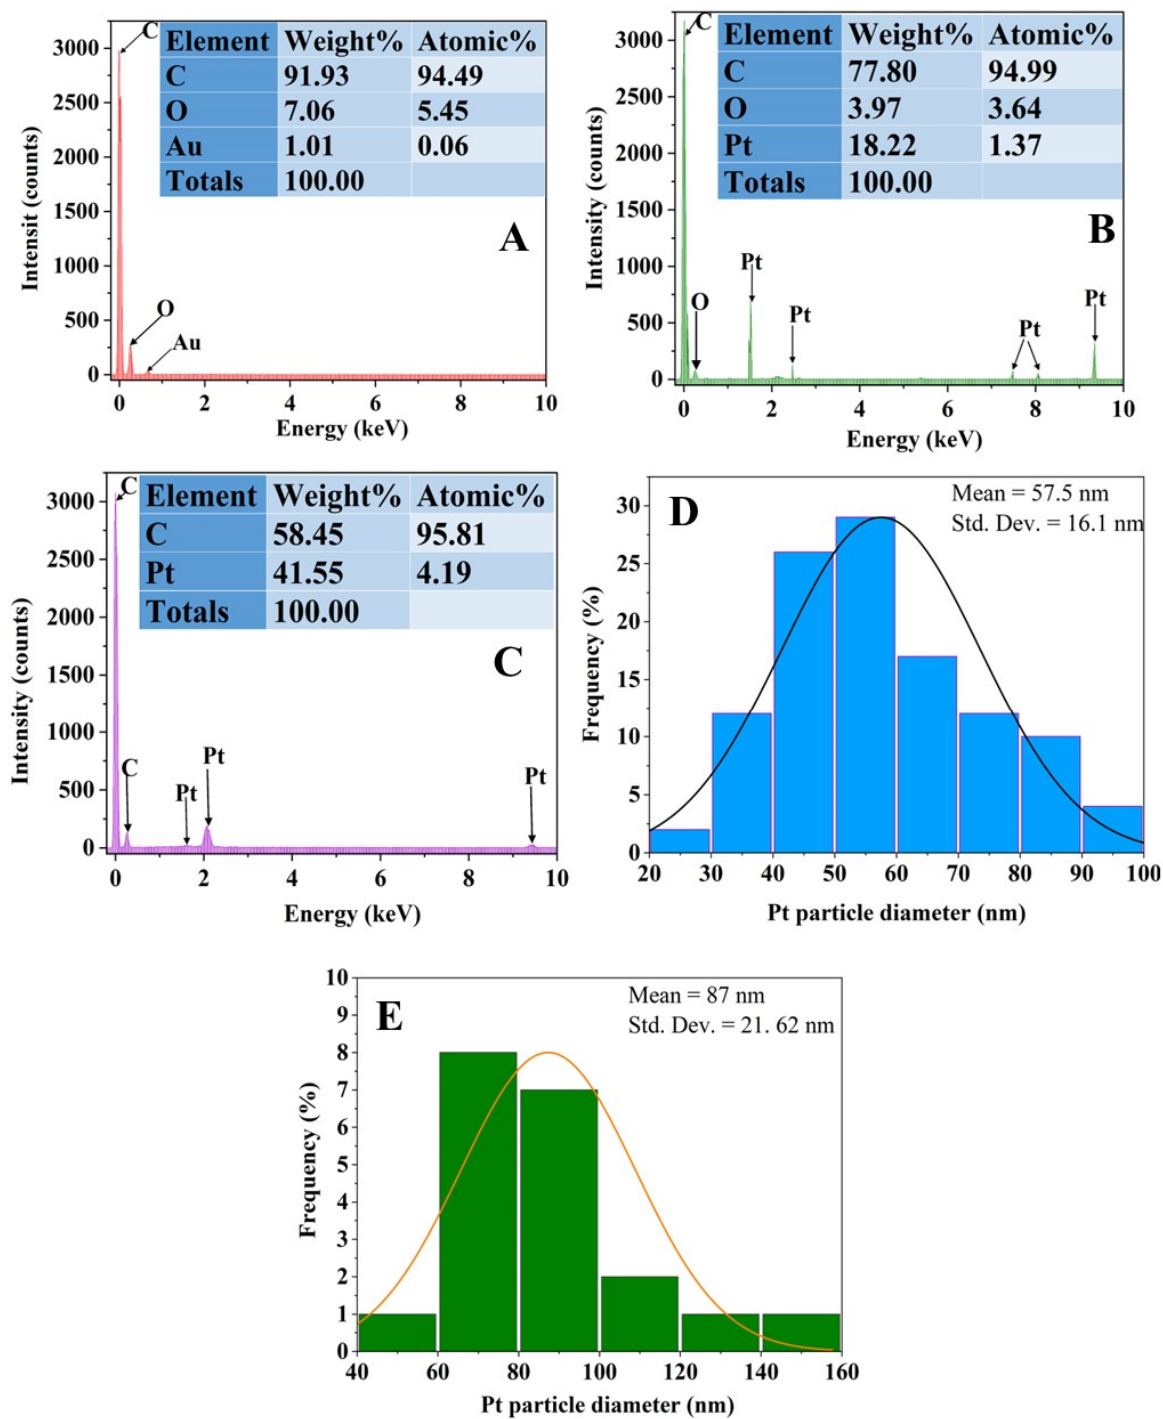 C
Element Weight% Atomic%
C 91.93 94.49
O 7.06 5.45
Au 1.01 0.06
Totals 100.00
A
O
Au
3000
2500
2000
1500
1000
500
0
Intensit (counts)
0 2 4 6 8 10
Energy (keV)
C
Element Weight% Atomic%
C 77.80 94.99
O 3.97 3.64
Pt 18.22 1.37
Totals 100.00
B
O
Pt
Pt
Pt
Pt
3000
2500
2000
1500
1000
500
0
Intensity (counts)
0 2 4 6 8 10
Energy (keV)
C
Element Weight% Atomic%
C 58.45 95.81
Pt 41.55 4.19
Totals 100.00
C
C
Pt
Pt
Pt
3000
2500
2000
1500
1000
500
0
Intensity (counts)
0 2 4 6 8 10
Energy (keV)
D
Mean = 57.5 nm
Std. Dev. = 16.1 nm
30
25
20
15
10
5
0
Frequency (%)
20 30 40 50 60 70 80 90 100
Pt particle diameter (nm)
E
Mean = 87 nm
Std. Dev. = 21. 62 nm
10
9
8
7
6
5
4
3
2
1
0
Frequency (%)
40 60 80 100 120 140 160
Pt particle diameter (nm)